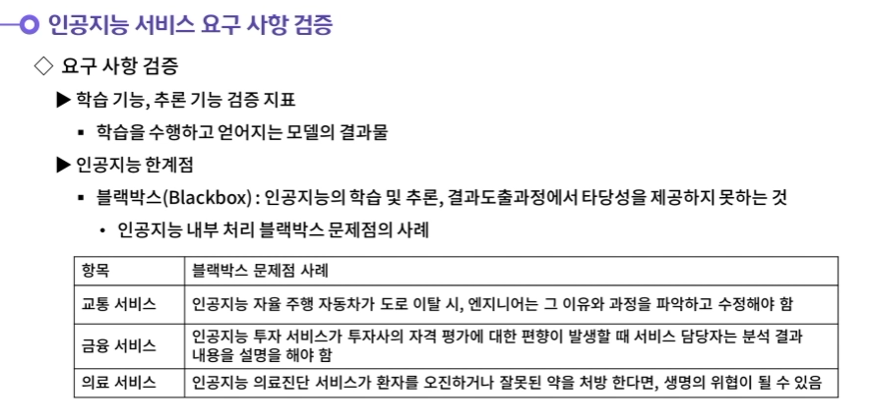 인공지능 서비스 요구 사항 검증
◇ 요구 사항 검증
▶ 학습 기능, 추론 기능 검증 지표
▪ 학습을 수행하고 얻어지는 모델의 결과물
▶ 인공지능 한계점
▪ 블랙박스(Blackbox) : 인공지능의 학습 및 추론, 결과도출과정에서 타당성을 제공하지 못하는 것
• 인공지능 내부 처리 블랙박스 문제점의 사례
항목 블랙박스 문제점 사례
교통 서비스 인공지능 자율 주행 자동차가 도로 이탈 시, 엔지니어는 그 이유와 과정을 파악하고 수정해야 함
금융 서비스 인공지능 투자 서비스가 투자사의 자격 평가에 대한 편향이 발생할 때 서비스 담당자는 분석 결과
내용을 설명을 해야 함
의료 서비스 인공지능 의료진단 서비스가 환자를 오진하거나 잘못된 약을 처방 한다면, 생명의 위협이 될 수 있음